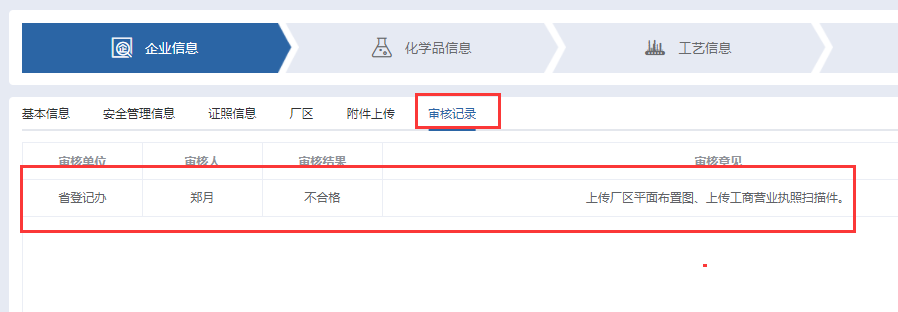 企业信息 化学品信息 工艺信息
基本信息 安全管理信息 证照信息 厂区 附件上传 审核记录
审核单位 审核人 审核结果 审核意见
省登记办 郑月 不合格 上传厂区平面布置图、上传工商营业执照扫描件。